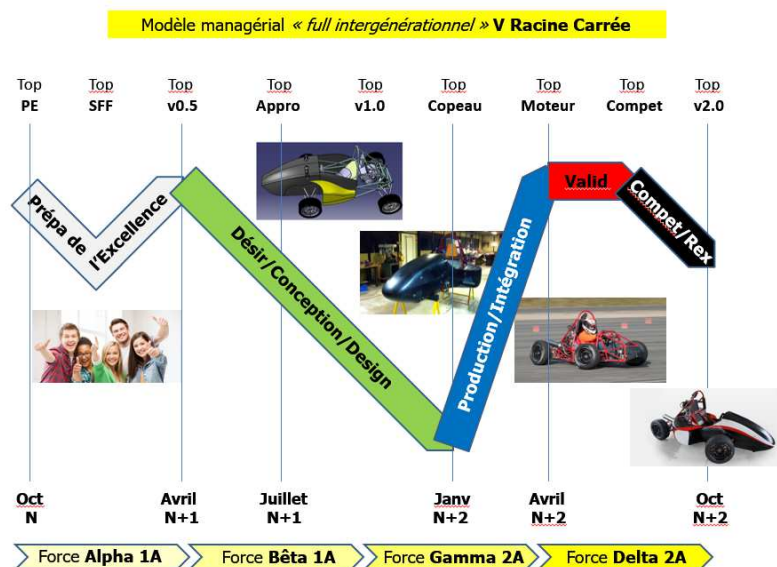 Modèle managérial « full intergénérationnel » V Racine Carrée
Top Top Top Top Top Top Top Top Top
PE SFF v0.5 Appro v1.0 Copeau Moteur Compet v2.0
Prépa de
l'Excellence
Désir/Conception/Design
Production/Intégration
Valid
Compet/Rex
Oct Avril Juillet Janv Avril Oct
N N+1 N+1 N+2 N+2 N+2
Force Alpha 1A Force Bêta 1A Force Gamma 2A Force Delta 2A